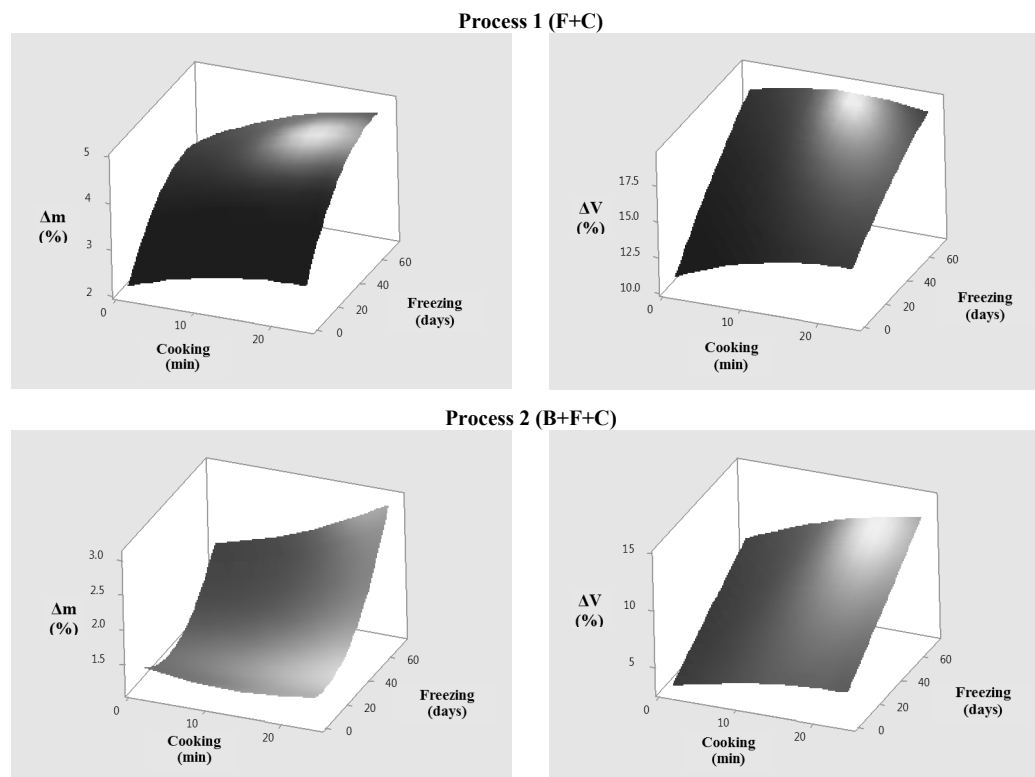 Process 1 (F+C)
5
4
3
2
Δm
(%)
0
10
20
Cooking
(min)
0
20
40
60
Freezing
(days)
17.5
15.0
12.5
10.0
ΔV
(%)
0
10
20
Cooking
(min)
0
20
40
60
Freezing
(days)
Process 2 (B+F+C)
3.0
2.5
2.0
1.5
Δm
(%)
0
10
20
Cooking
(min)
0
20
40
60
Freezing
(days)
15
10
5
ΔV
(%)
0
10
20
Cooking
(min)
0
20
40
60
Freezing
(days)